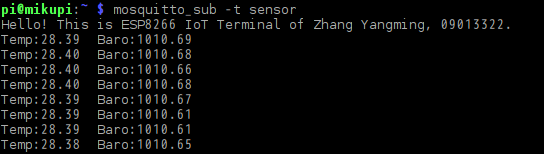 pi@mikupi:~ $ mosquitto_sub -t sensor
Hello! This is ESP8266 IoT Terminal of Zhang Yangming, 09013322.
Temp:28.39  Baro:1010.69
Temp:28.40  Baro:1010.68
Temp:28.40  Baro:1010.66
Temp:28.40  Baro:1010.68
Temp:28.39  Baro:1010.67
Temp:28.39  Baro:1010.61
Temp:28.39  Baro:1010.61
Temp:28.38  Baro:1010.65